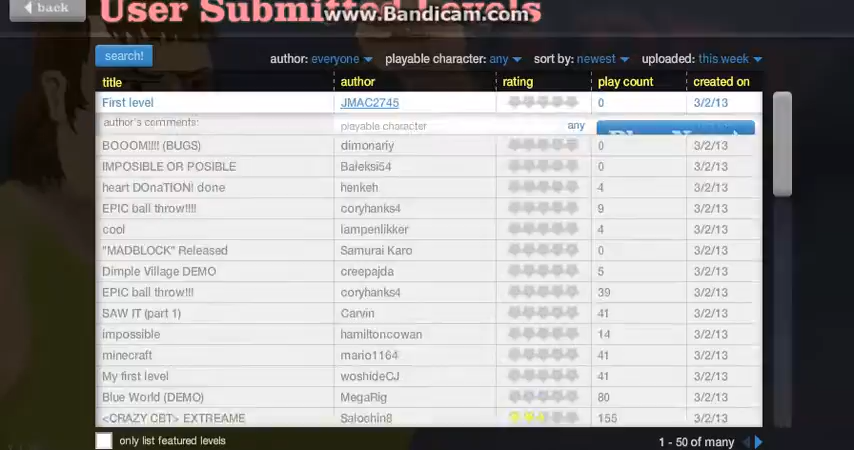 back
User Submitted Levels
www.Bandicam.com
search! author: everyone playable character: any sort by: newest uploaded: this week
title author rating play count created on
First level JMAC2745 0 3/2/13
author's comments: playable character any
BOOOM!!!! (BUGS) dimonariy 0 3/2/13
IMPOSIBLE OR POSIBLE Baleksi54 0 3/2/13
heart DOnaTION! done henkeh 4 3/2/13
EPIC ball throw!!!! coryhanks4 9 3/2/13
cool lampenlikker 4 3/2/13
"MADBLOCK" Released Samurai Karo 0 3/2/13
Dimple Village DEMO creepajda 5 3/2/13
EPIC ball throw!!! coryhanks4 39 3/2/13
SAW IT (part 1) Carvin 41 3/2/13
impossible hamiltoncowan 14 3/2/13
minecraft mario1164 41 3/2/13
My first level woshideCJ 41 3/2/13
Blue World (DEMO) MegaRig 80 3/2/13
<CRAZY CBT> EXTREAME Salochin8 155 3/2/13
only list featured levels 1 - 50 of many